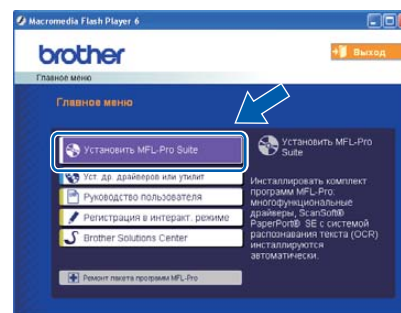 Macromedia Flash Player 6
brother
Выход
Главное меню
Главное меню
Установить MFL-Pro Suite
Уст. др. драйверов или утилит
Руководство пользователя
Регистрация в интеракт. режиме
Brother Solutions Center
Ремонт пакета программ MFL-Pro
Установить MFL-Pro
Suite
Инсталлировать комплект
программ MFL-Pro.
многофункциональные
драйверы, ScanSoft®
PaperPort® SE с системой
распознавания текста (OCR)
инсталлируются
автоматически.